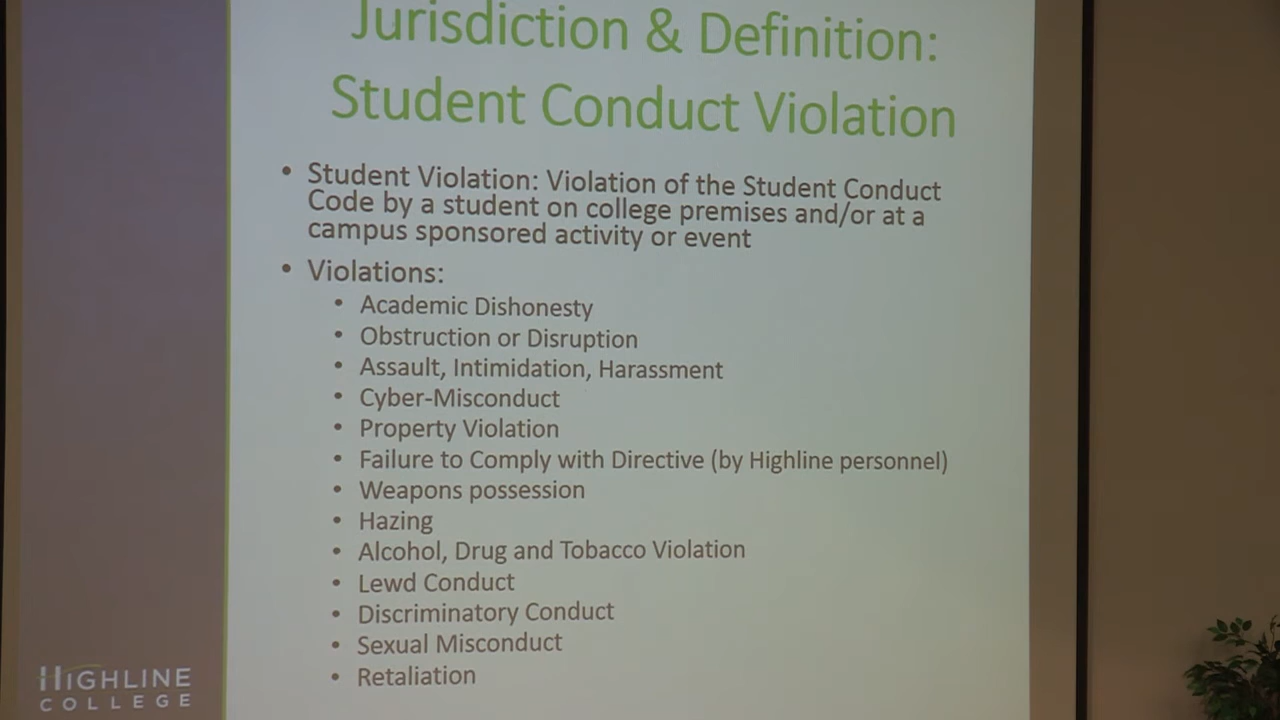 Jurisdiction & Definition:
Student Conduct Violation
• Student Violation: Violation of the Student Conduct
Code by a student on college premises and/or at a
campus sponsored activity or event
• Violations:
• Academic Dishonesty
• Obstruction or Disruption
• Assault, Intimidation, Harassment
• Cyber-Misconduct
• Property Violation
• Failure to Comply with Directive (by Highline personnel)
• Weapons possession
• Hazing
• Alcohol, Drug and Tobacco Violation
• Lewd Conduct
• Discriminatory Conduct
• Sexual Misconduct
• Retaliation
HIGHLINE
COLLEGE